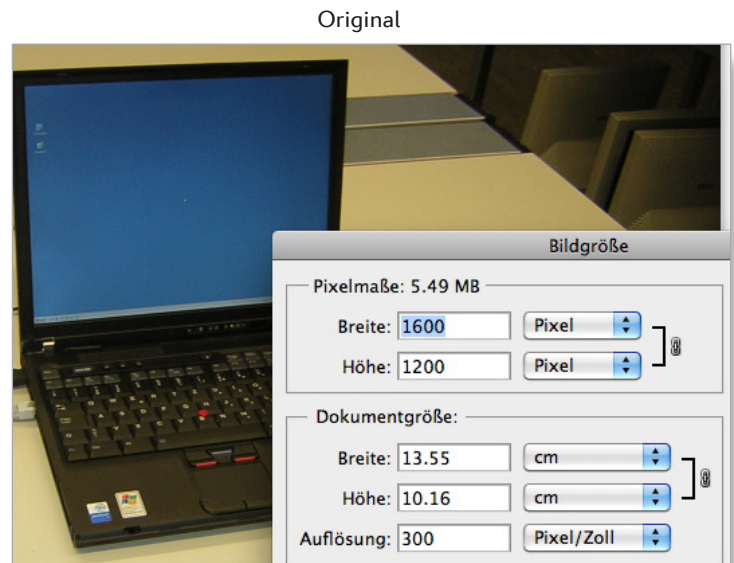 Original
Bildgröße
Pixelmaße: 5.49 MB
Breite: 1600 Pixel
Höhe: 1200 Pixel
Dokumentgröße:
Breite: 13.55 cm
Höhe: 10.16 cm
Auflösung: 300 Pixel/Zoll